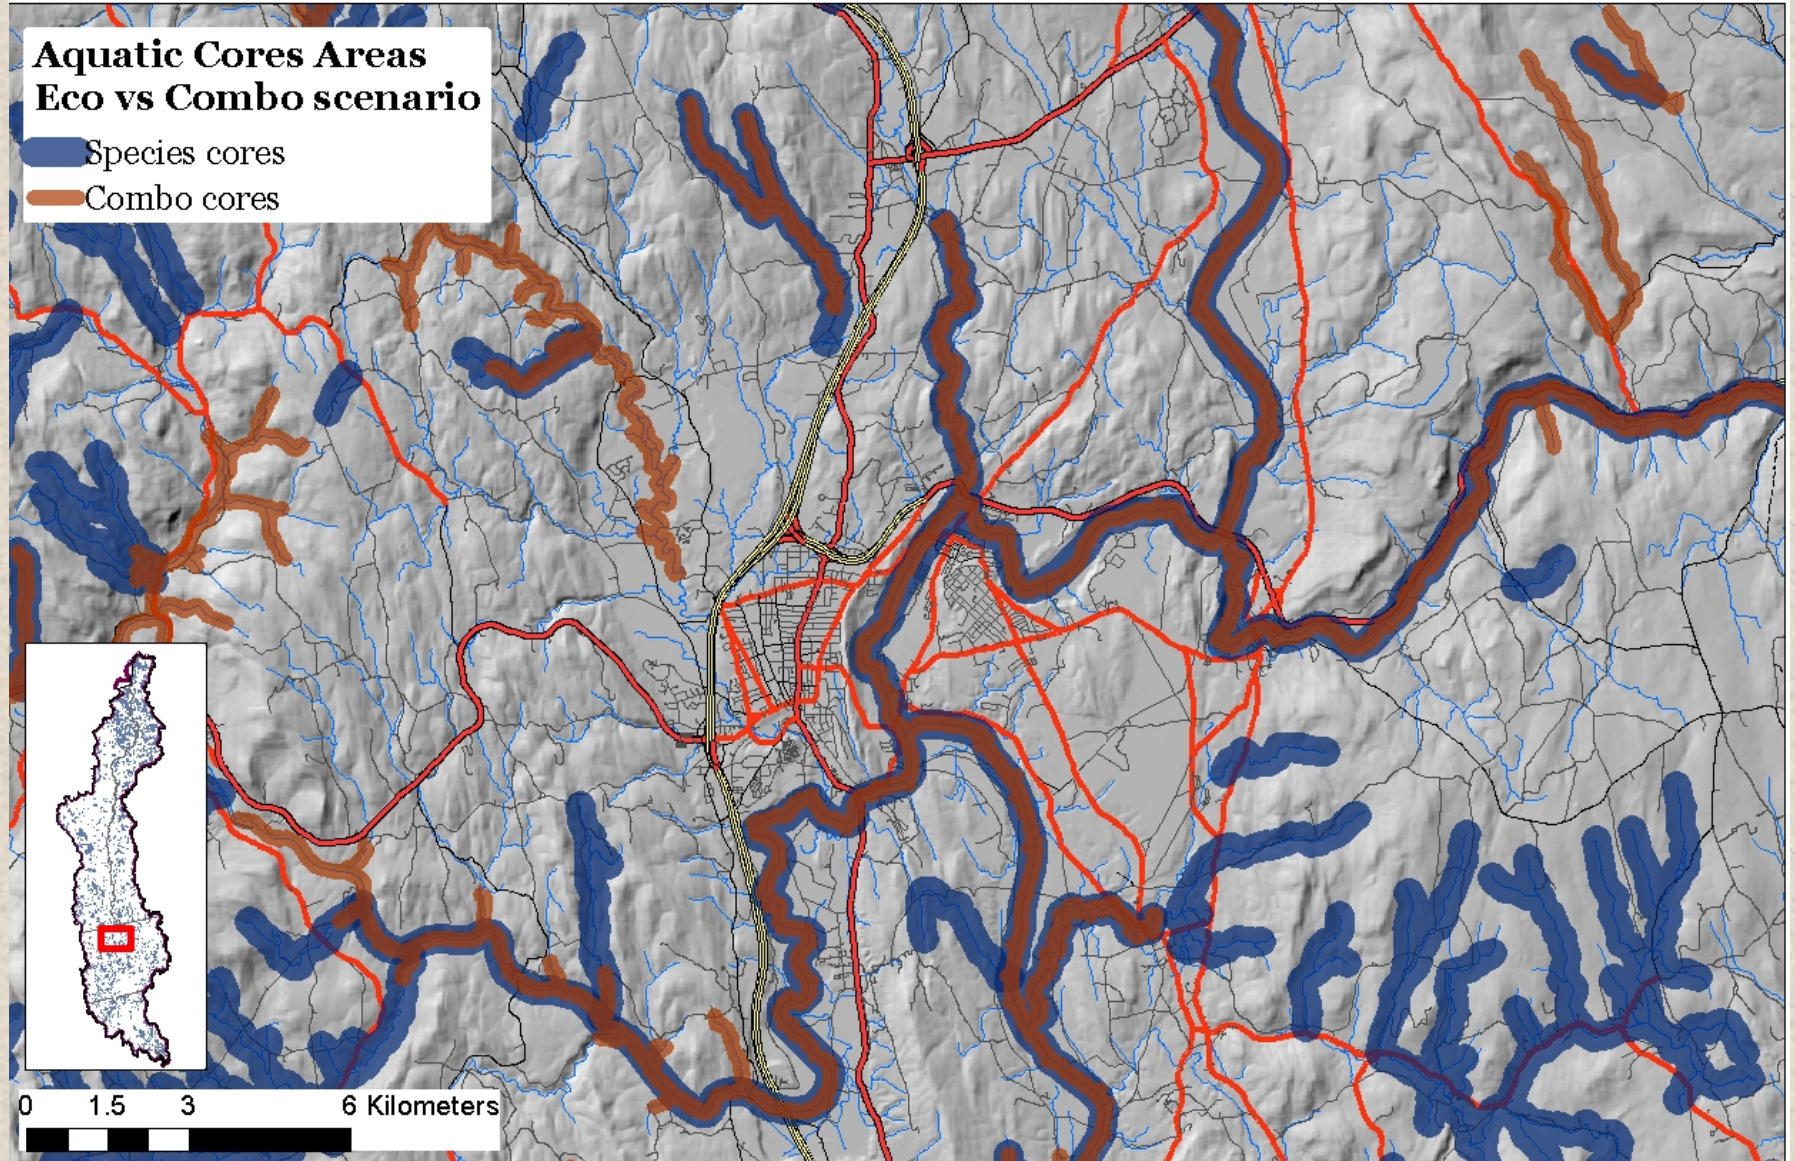 Aquatic Cores Areas
Eco vs Combo scenario
Species cores
Combo cores
0 1.5 3 6 Kilometers